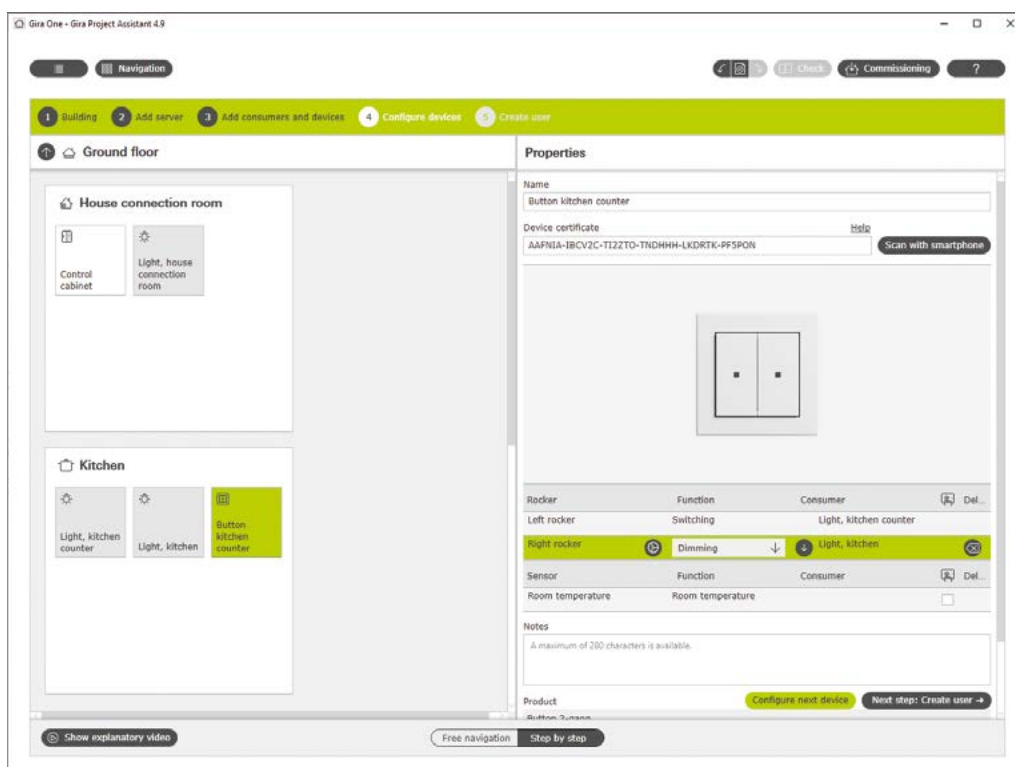 Gira One - Gira Project Assistant 4.9
Navigation
Check
Commissioning
?
1 Building 2 Add server 3 Add consumers and devices 4 Configure devices 5 Create user
Ground floor
Properties
House connection room
Control
cabinet
Light, house
connection
room
Kitchen
Light, kitchen
counter
Light, kitchen
Button
kitchen
counter
Name
Button kitchen counter
Device certificate
Help
AAFNIA-IBCV2C-TI2ZTO-TNDHHH-LKDRTK-PF5PON
Scan with smartphone
Rocker Function Consumer Del...
Left rocker Switching Light, kitchen counter
Right rocker Dimming Light, kitchen
Sensor Function Consumer Del...
Room temperature Room temperature
Notes
A maximum of 280 characters is available.
Product
Configure next device
Next step: Create user
Button 2-gang
Show explanatory video
Free navigation
Step by step